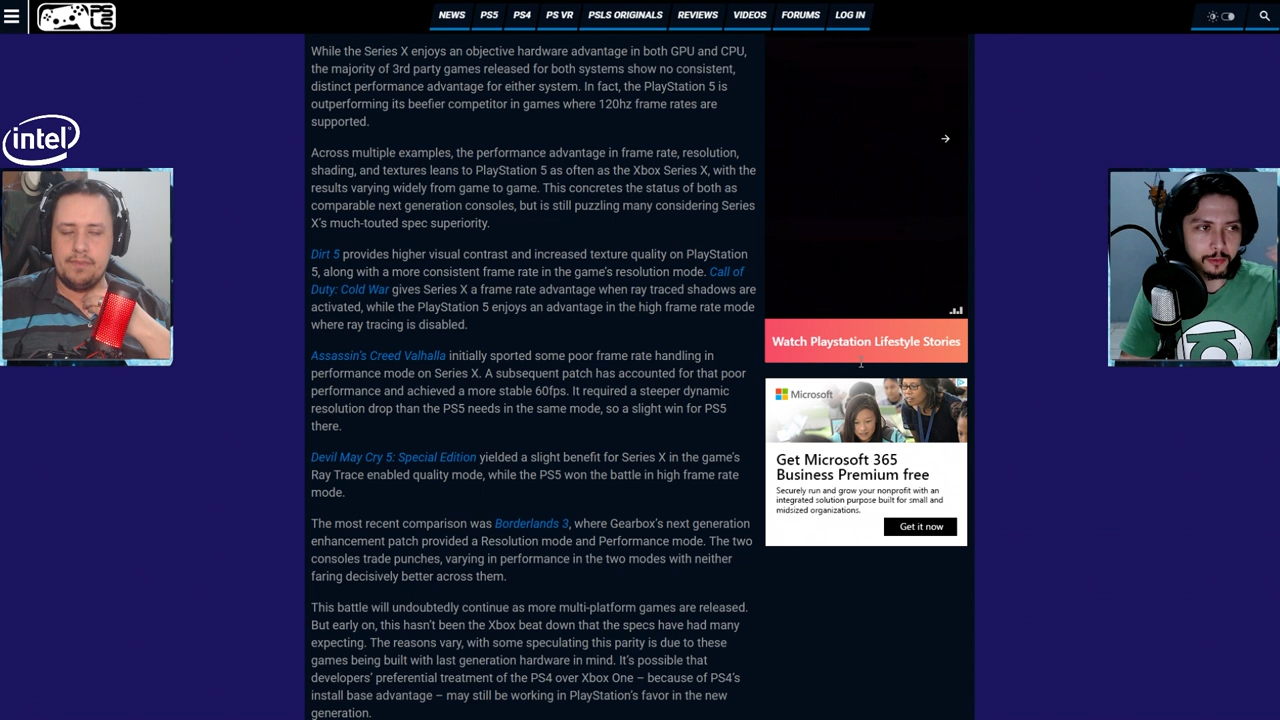 PS
LS
NEWS PS5 PS4 PS VR PSLS ORIGINALS REVIEWS VIDEOS FORUMS LOG IN
intel
While the Series X enjoys an objective hardware advantage in both GPU and CPU,
the majority of 3rd party games released for both systems show no consistent,
distinct performance advantage for either system. In fact, the PlayStation 5 is
outperforming its beefier competitor in games where 120hz frame rates are
supported.
Across multiple examples, the performance advantage in frame rate, resolution,
shading, and textures leans to PlayStation 5 as often as the Xbox Series X, with the
results varying widely from game to game. This concretes the status of both as
comparable next generation consoles, but is still puzzling many considering Series
X's much-touted spec superiority.
Dirt 5 provides higher visual contrast and increased texture quality on PlayStation
5, along with a more consistent frame rate in the game's resolution mode. Call of
Duty: Cold War gives Series X a frame rate advantage when ray traced shadows are
activated, while the PlayStation 5 enjoys an advantage in the high frame rate mode
where ray tracing is disabled.
Assassin's Creed Valhalla initially sported some poor frame rate handling in
performance mode on Series X. A subsequent patch has accounted for that poor
performance and achieved a more stable 60fps. It required a steeper dynamic
resolution drop than the PS5 needs in the same mode, so a slight win for PS5
there.
Devil May Cry 5: Special Edition yielded a slight benefit for Series X in the game's
Ray Trace enabled quality mode, while the PS5 won the battle in high frame rate
mode.
The most recent comparison was Borderlands 3, where Gearbox's next generation
enhancement patch provided a Resolution mode and Performance mode. The two
consoles trade punches, varying in performance in the two modes with neither
faring decisively better across them.
This battle will undoubtedly continue as more multi-platform games are released.
But early on, this hasn't been the Xbox beat down that the specs have had many
expecting. The reasons vary, with some speculating this parity is due to these
games being built with last generation hardware in mind. It's possible that
developers' preferential treatment of the PS4 over Xbox One – because of PS4's
install base advantage – may still be working in PlayStation's favor in the new
generation.
Watch Playstation Lifestyle Stories
Microsoft
Get Microsoft 365
Business Premium free
Securely run and grow your nonprofit with an
integrated solution purpose built for small and
midsized organizations.
Get it now